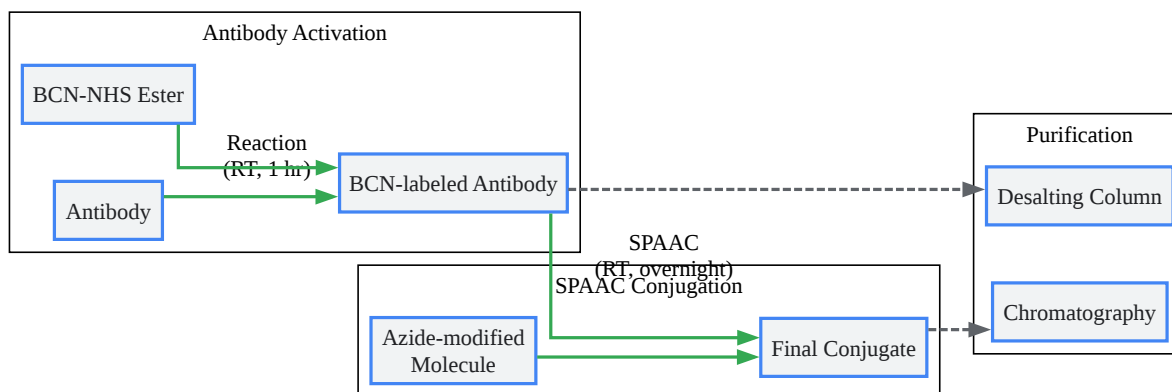 Antibody Activation
BCN-NHS Ester
Reaction
(RT, 1 hr)
BCN-labeled Antibody
Antibody
Purification
Desalting Column
Chromatography
SPAAC
(RT, overnight)
SPAAC Conjugation
Azide-modified
Molecule
Final Conjugate